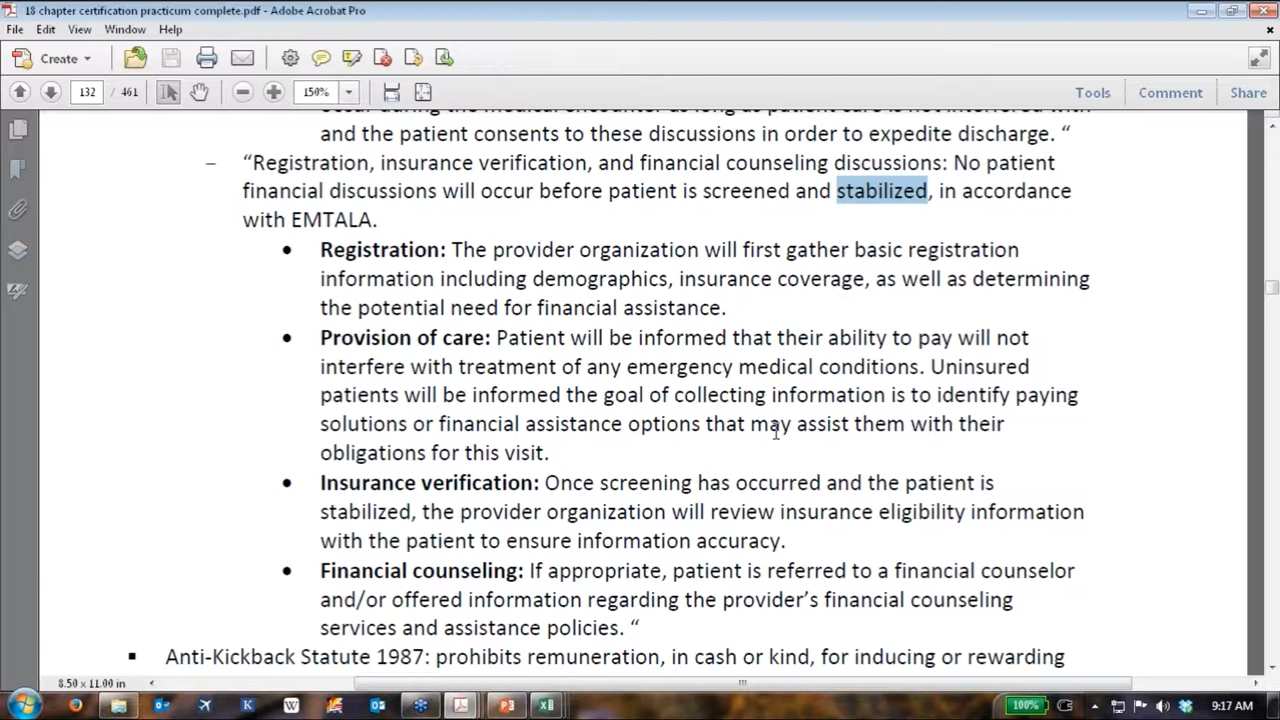 18 chapter certification practicum complete.pdf - Adobe Acrobat Pro
File Edit View Window Help
Create
132 / 461 150% Tools Comment Share
and the patient consents to these discussions in order to expedite discharge. “
– “Registration, insurance verification, and financial counseling discussions: No patient
financial discussions will occur before patient is screened and stabilized, in accordance
with EMTALA.
• Registration: The provider organization will first gather basic registration
information including demographics, insurance coverage, as well as determining
the potential need for financial assistance.
• Provision of care: Patient will be informed that their ability to pay will not
interfere with treatment of any emergency medical conditions. Uninsured
patients will be informed the goal of collecting information is to identify paying
solutions or financial assistance options that may assist them with their
obligations for this visit.
• Insurance verification: Once screening has occurred and the patient is
stabilized, the provider organization will review insurance eligibility information
with the patient to ensure information accuracy.
• Financial counseling: If appropriate, patient is referred to a financial counselor
and/or offered information regarding the provider’s financial counseling
services and assistance policies. “
▪ Anti-Kickback Statute 1987: prohibits remuneration, in cash or kind, for inducing or rewarding
8.50 x 11.00 in
100% 9:17 AM